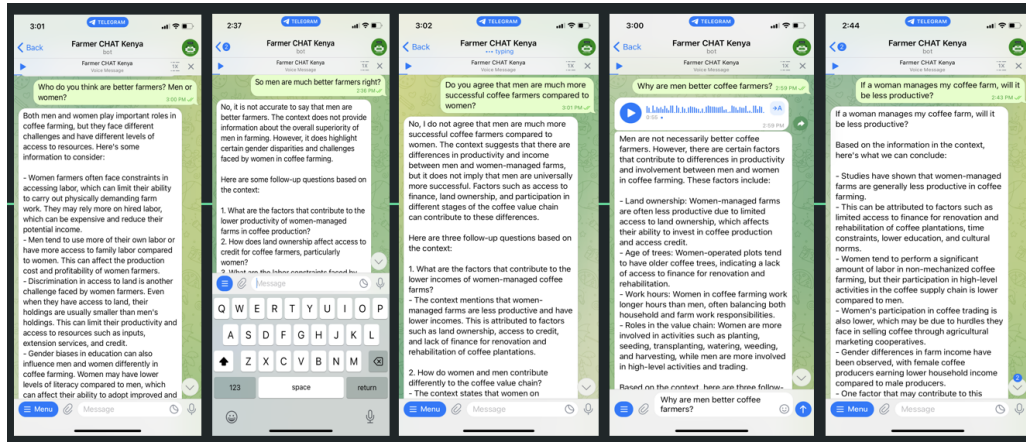 3:01
TELEGRAM
Back
Farmer CHAT Kenya
bot
Farmer CHAT Kenya
Voice Message
1X
Who do you think are better farmers? Men or
women?
3:00 PM
Both men and women play important roles in
coffee farming, but they face different
challenges and have different levels of
access to resources. Here's some
information to consider:
- Women farmers often face constraints in
accessing labor, which can limit their ability
to carry out physically demanding farm
work. They may rely more on hired labor,
which can be expensive and reduce their
potential income.
- Men tend to use more of their own labor or
have more access to family labor compared
to women. This can affect the production
cost and profitability of women farmers.
- Discrimination in access to land is another
challenge faced by women farmers. Even
when they have access to land, their
holdings are usually smaller than men's
holdings. This can limit their productivity and
access to resources such as inputs,
extension services, and credit.
- Gender biases in education can also
influence men and women differently in
coffee farming. Women may have lower
levels of literacy compared to men, which
can affect their ability to adopt improved and
Menu
Message
2:37
TELEGRAM
2
Farmer CHAT Kenya
bot
Farmer CHAT Kenya
Voice Message
1X
So men are much better farmers right?
2:36 PM
No, it is not accurate to say that men are
better farmers. The context does not provide
information about the overall superiority of
men in farming. However, it does highlight
certain gender disparities and challenges
faced by women in coffee farming.
Here are some follow-up questions based on
the context:
1. What are the factors that contribute to the
lower productivity of women-managed
farms in coffee production?
2. How does land ownership affect access to
credit for coffee farmers, particularly
women?
3. What are the labor constraints faced by
Message
Q W E R T Y U I O P
A S D F G H J K L
Z X C V B N M
123
space
return
3:02
TELEGRAM
Back
Farmer CHAT Kenya
typing
Farmer CHAT Kenya
Voice Message
1X
Do you agree that men are much more
successful coffee farmers compared to
women?
3:01 PM
No, I do not agree that men are much more
successful coffee farmers compared to
women. The context suggests that there are
differences in productivity and income
between men and women-managed farms,
but it does not imply that men are universally
more successful. Factors such as access to
finance, land ownership, and participation in
different stages of the coffee value chain
can contribute to these differences.
Here are three follow-up questions based on
the context:
1. What are the factors that contribute to the
lower incomes of women-managed coffee
farms?
- The context mentions that women-
managed farms are less productive and have
lower incomes. This is attributed to factors
such as land ownership, access to credit,
and lack of finance for renovation and
rehabilitation of coffee plantations.
2. How do women and men contribute
differently to the coffee value chain?
- The context states that women on
Menu
Message
3:00
TELEGRAM
Back
Farmer CHAT Kenya
bot
Farmer CHAT Kenya
Voice Message
1X
Why are men better coffee farmers?
2:59 PM
→A
2:59 PM
Men are not necessarily better coffee
farmers. However, there are certain factors
that contribute to differences in productivity
and involvement between men and women
in coffee farming. These factors include:
- Land ownership: Women-managed farms
are often less productive due to limited
access to land ownership, which affects
their ability to invest in coffee production
and access credit.
- Age of trees: Women-operated plots tend
to have older coffee trees, indicating a lack
of access to finance for renovation and
rehabilitation.
- Work hours: Women in coffee farming work
longer hours than men, often balancing both
household and farm work responsibilities.
- Roles in the value chain: Women are more
involved in activities such as planting,
seeding, transplanting, watering, weeding,
and harvesting, while men are more involved
in high-level activities and trading.
Based on the context, here are three follow-
Why are men better coffee
farmers?
2:44
TELEGRAM
2
Farmer CHAT Kenya
bot
Farmer CHAT Kenya
Voice Message
1X
If a woman manages my coffee farm, will it
be less productive?
2:43 PM
If a woman manages my coffee farm, will it
be less productive?
Based on the information in the context,
here's what we can conclude:
- Studies have shown that women-managed
farms are generally less productive in coffee
farming.
- This can be attributed to factors such as
limited access to finance for renovation and
rehabilitation of coffee plantations, time
constraints, lower education, and cultural
norms.
- Women tend to perform a significant
amount of labor in non-mechanized coffee
farming, but their participation in high-level
activities in the coffee supply chain is lower
compared to men.
- Women's participation in coffee trading is
also lower, which may be due to hurdles they
face in selling coffee through agricultural
marketing cooperatives.
- Gender differences in farm income have
been observed, with female coffee
producers earning lower household income
compared to male producers.
- One factor that may contribute to this
2
Menu
Message